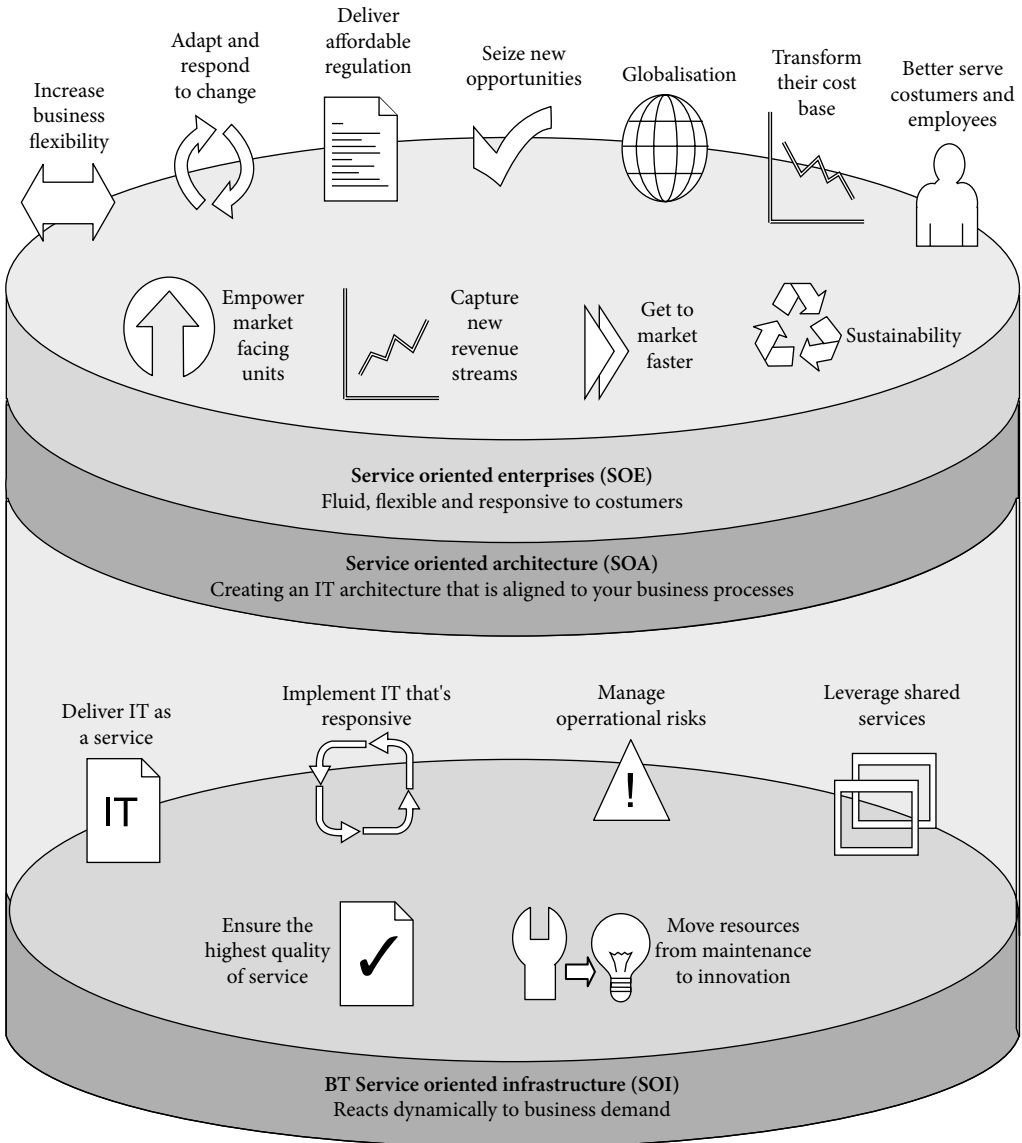 Increase
business
flexibility
Adapt and
respond
to change
Deliver
affordable
regulation
Seize new
opportunities
Globalisation
Transform
their cost
base
Better serve
costumers and
employees
Empower
market
facing
units
Capture
new
revenue
streams
Get to
market
faster
Sustainability
Service oriented enterprises (SOE)
Fluid, flexible and responsive to costumers
Service oriented architecture (SOA)
Creating an IT architecture that is aligned to your business processes
Deliver IT as
a service
IT
Implement IT that's
responsive
Manage
operrational risks
!
Leverage shared
services
Ensure the
highest quality
of service
Move resources
from maintenance
to innovation
BT Service oriented infrastructure (SOI)
Reacts dynamically to business demand